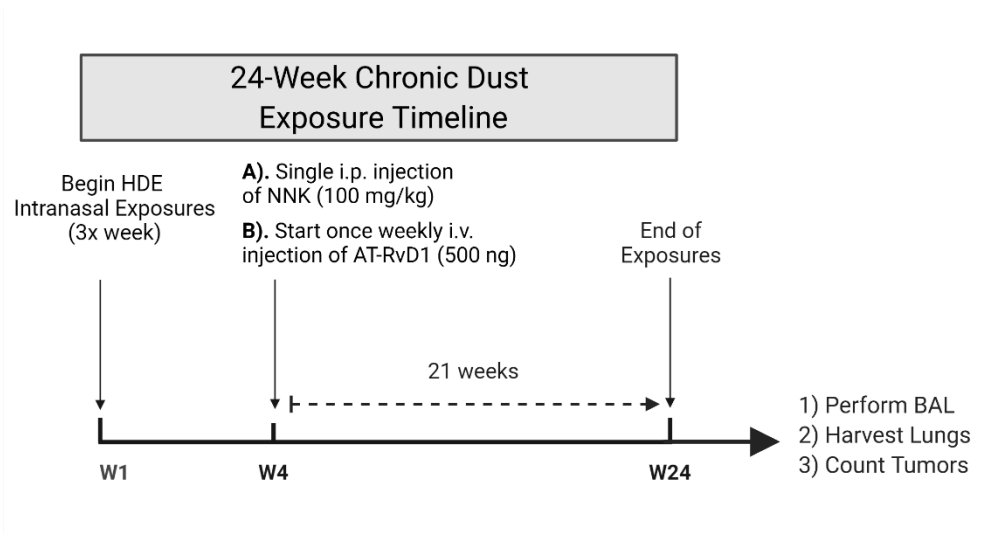 24-Week Chronic Dust
Exposure Timeline
Begin HDE
Intranasal Exposures
(3x week)
A). Single i.p. injection
of NNK (100 mg/kg)
B). Start once weekly i.v.
injection of AT-RvD1 (500 ng)
End of
Exposures
21 weeks
W1
W4
W24
1) Perform BAL
2) Harvest Lungs
3) Count Tumors